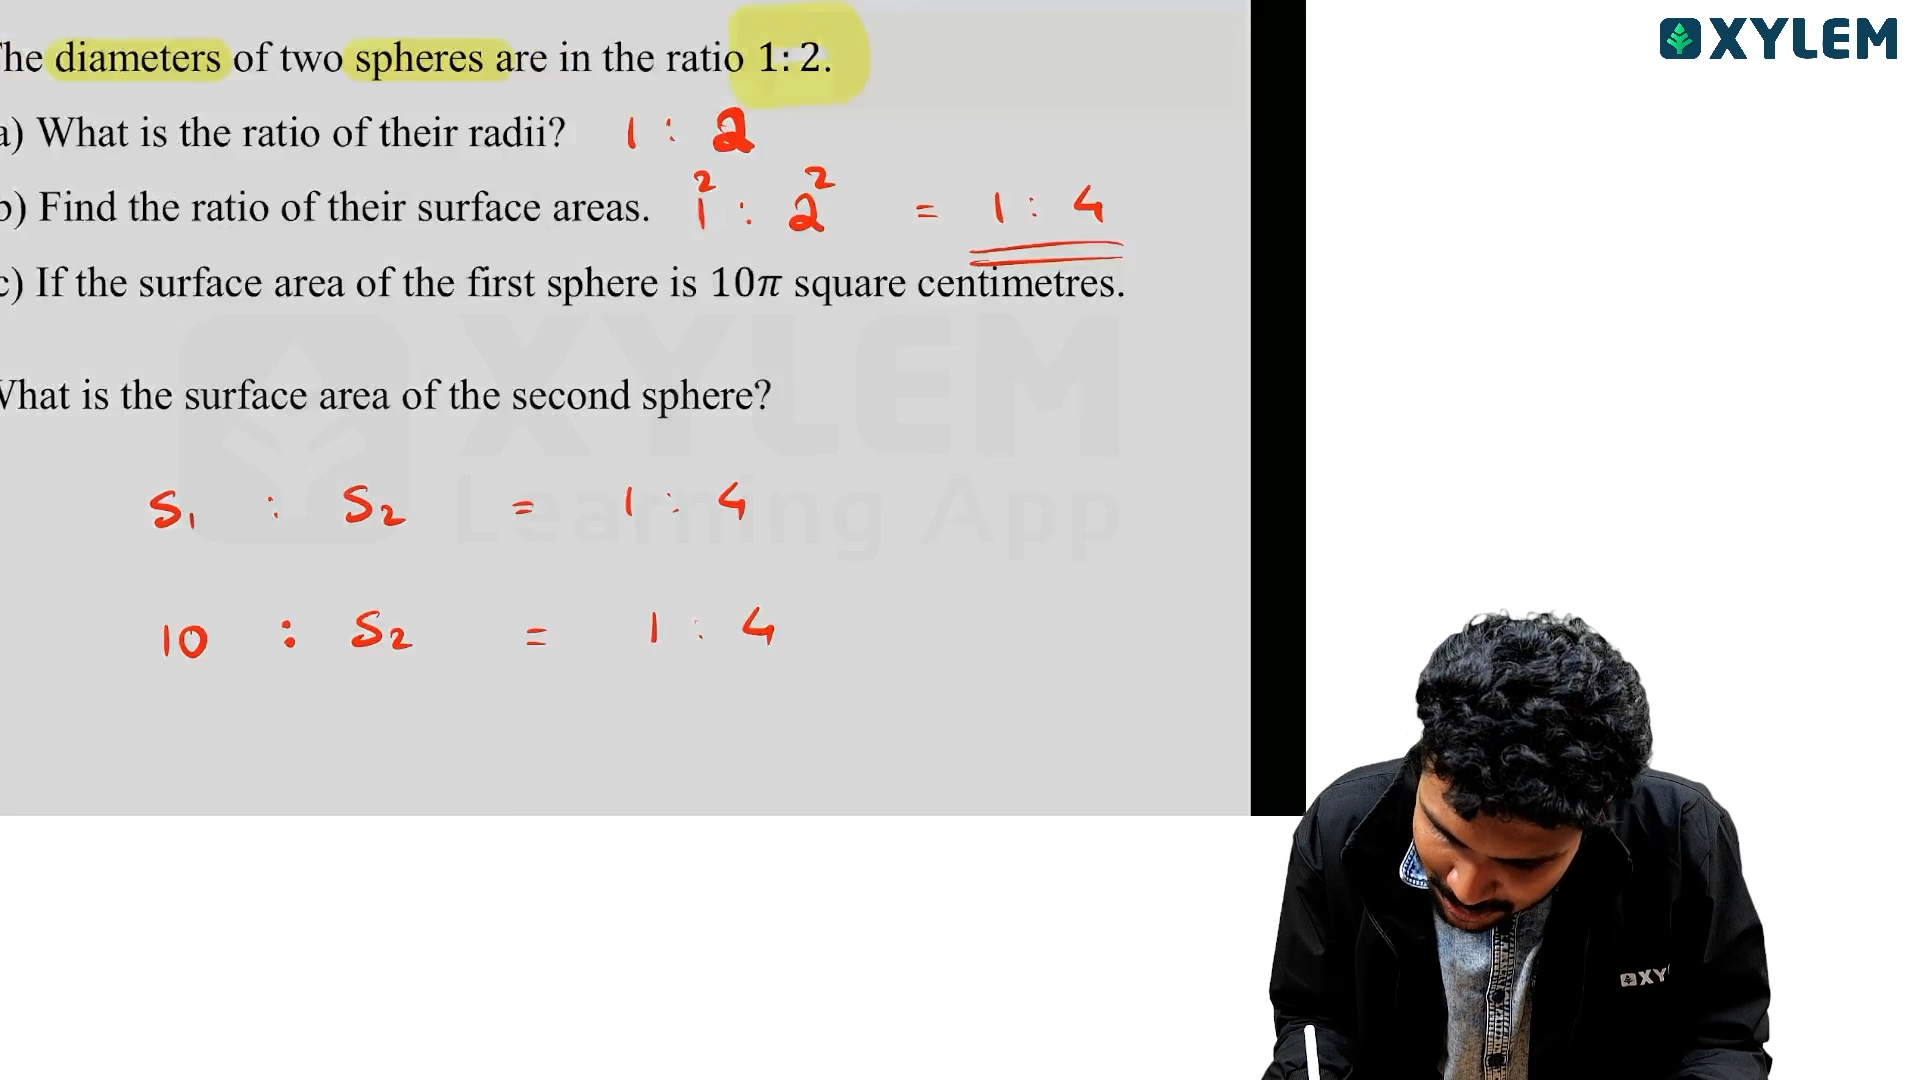 XYLEM
he diameters of two spheres are in the ratio 1:2.
a) What is the ratio of their radii? 1 : 2
b) Find the ratio of their surface areas. 1² : 2² = 1 : 4
c) If the surface area of the first sphere is 10π square centimetres.
What is the surface area of the second sphere?
XYLEM
Learning App
S₁ : S₂ = 1 : 4
10 : S₂ = 1 : 4
XY